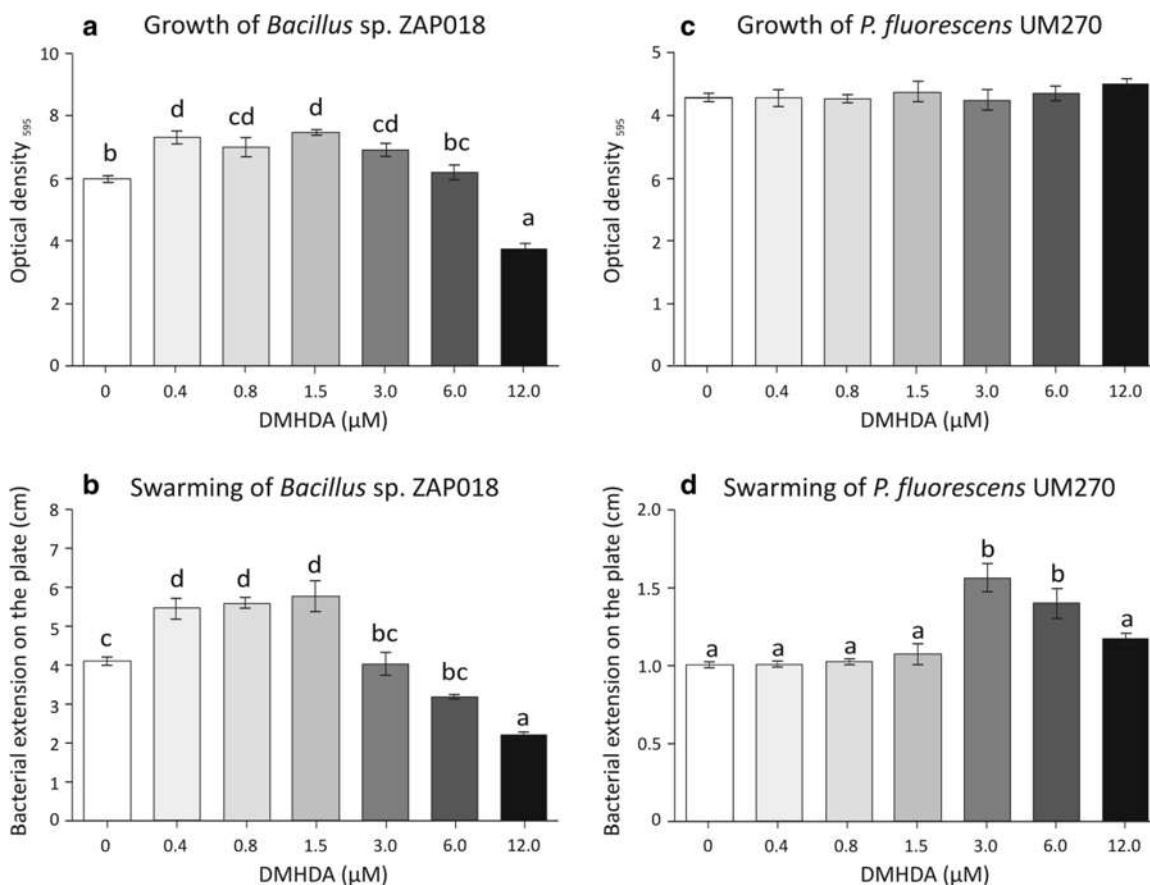 a Growth of Bacillus sp. ZAP018
Optical density 595
10
8
6
4
2
0
b
d
cd
d
cd
bc
a
0 0.4 0.8 1.5 3.0 6.0 12.0
DMHDA (µM)
c Growth of P. fluorescens UM270
Optical density 595
5
4
6
2
1
0
0 0.4 0.8 1.5 3.0 6.0 12.0
DMHDA (µM)
b Swarming of Bacillus sp. ZAP018
Bacterial extension on the plate (cm)
8
7
6
5
4
3
2
1
0
c
d
d
d
bc
bc
a
0 0.4 0.8 1.5 3.0 6.0 12.0
DMHDA (µM)
d Swarming of P. fluorescens UM270
Bacterial extension on the plate (cm)
2.0
1.5
1.0
0.5
0
a
a
a
a
b
b
a
0 0.4 0.8 1.5 3.0 6.0 12.0
DMHDA (µM)